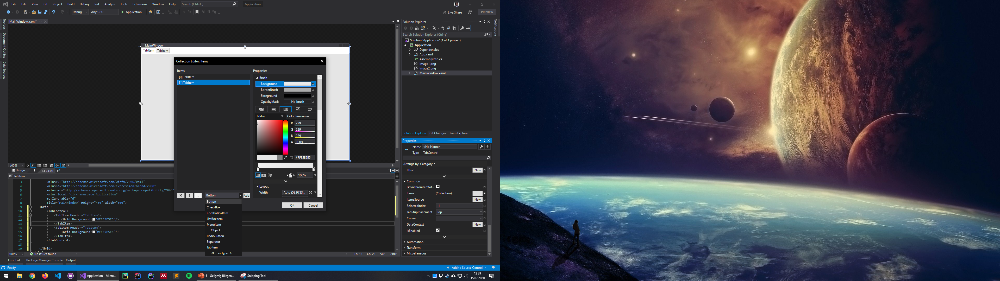 File Edit View Git Project Build Debug Test Analyze Tools Extensions Window Help Search (Ctrl+Q) Application
Debug Any CPU Application Live Share PREVIEW
Toolbox
Document Outline
Data Sources
MainWindow.xaml*
MainWindow
TabItem TabItem
Collection Editor: Items
Items
[0] TabItem
[1] TabItem
Properties
Brush
Background
BorderBrush
Foreground
OpacityMask No brush
Editor Color Resources
R 229
G 229
B 229
A 100%
#FFE5E5E5
100%
Layout
Width Auto (53,9733...
Button Add
Button
CheckBox
ComboBoxItem
ListBoxItem
MenuItem
Object
RadioButton
Separator
TabItem
<Other type...>
OK Cancel
100%
Design XAML
TabItem
3 xmlns:x="http://schemas.microsoft.com/winfx/2006/xaml"
4 xmlns:d="http://schemas.microsoft.com/expression/blend/2008"
5 xmlns:mc="http://schemas.openxmlformats.org/markup-compatibility/2006"
6 xmlns:local="clr-namespace:Application"
7 mc:Ignorable="d"
8 Title="MainWindow" Height="450" Width="800">
9 <Grid >
10 <TabControl>
11 <TabItem Header="TabItem">
12 <Grid Background="#FFE5E5E5"/>
13 </TabItem>
14 <TabItem Header="TabItem">
15 <Grid Background="#FFE5E5E5"/>
16 </TabItem>
17 </TabControl>
18
19 </Grid>
100 % No issues found Ln: 13 Ch: 23 SPC CRLF
Error List ... Package Manager Console Output
Solution Explorer
Search Solution Explorer (Ctrl+ş)
Solution 'Application' (1 of 1 project)
Application
Dependencies
App.xaml
AssemblyInfo.cs
Image1.png
Image2.png
MainWindow.xaml
Solution Explorer Git Changes Team Explorer
Notifications
Properties
Name <No Name>
Type TabControl
Arrange by: Category
Effect New
Common
IsSynchronizedWit...
Items (Collection) ...
ItemsSource New
SelectedIndex -1
TabStripPlacement Top
Cursor
DataContext New
IsEnabled
Automation
Transform
Miscellaneous
Ready Add to Source Control
Application - Micro... 5 - Gelişmiş Bileşen... Snipping Tool 12:39
15.07.2020